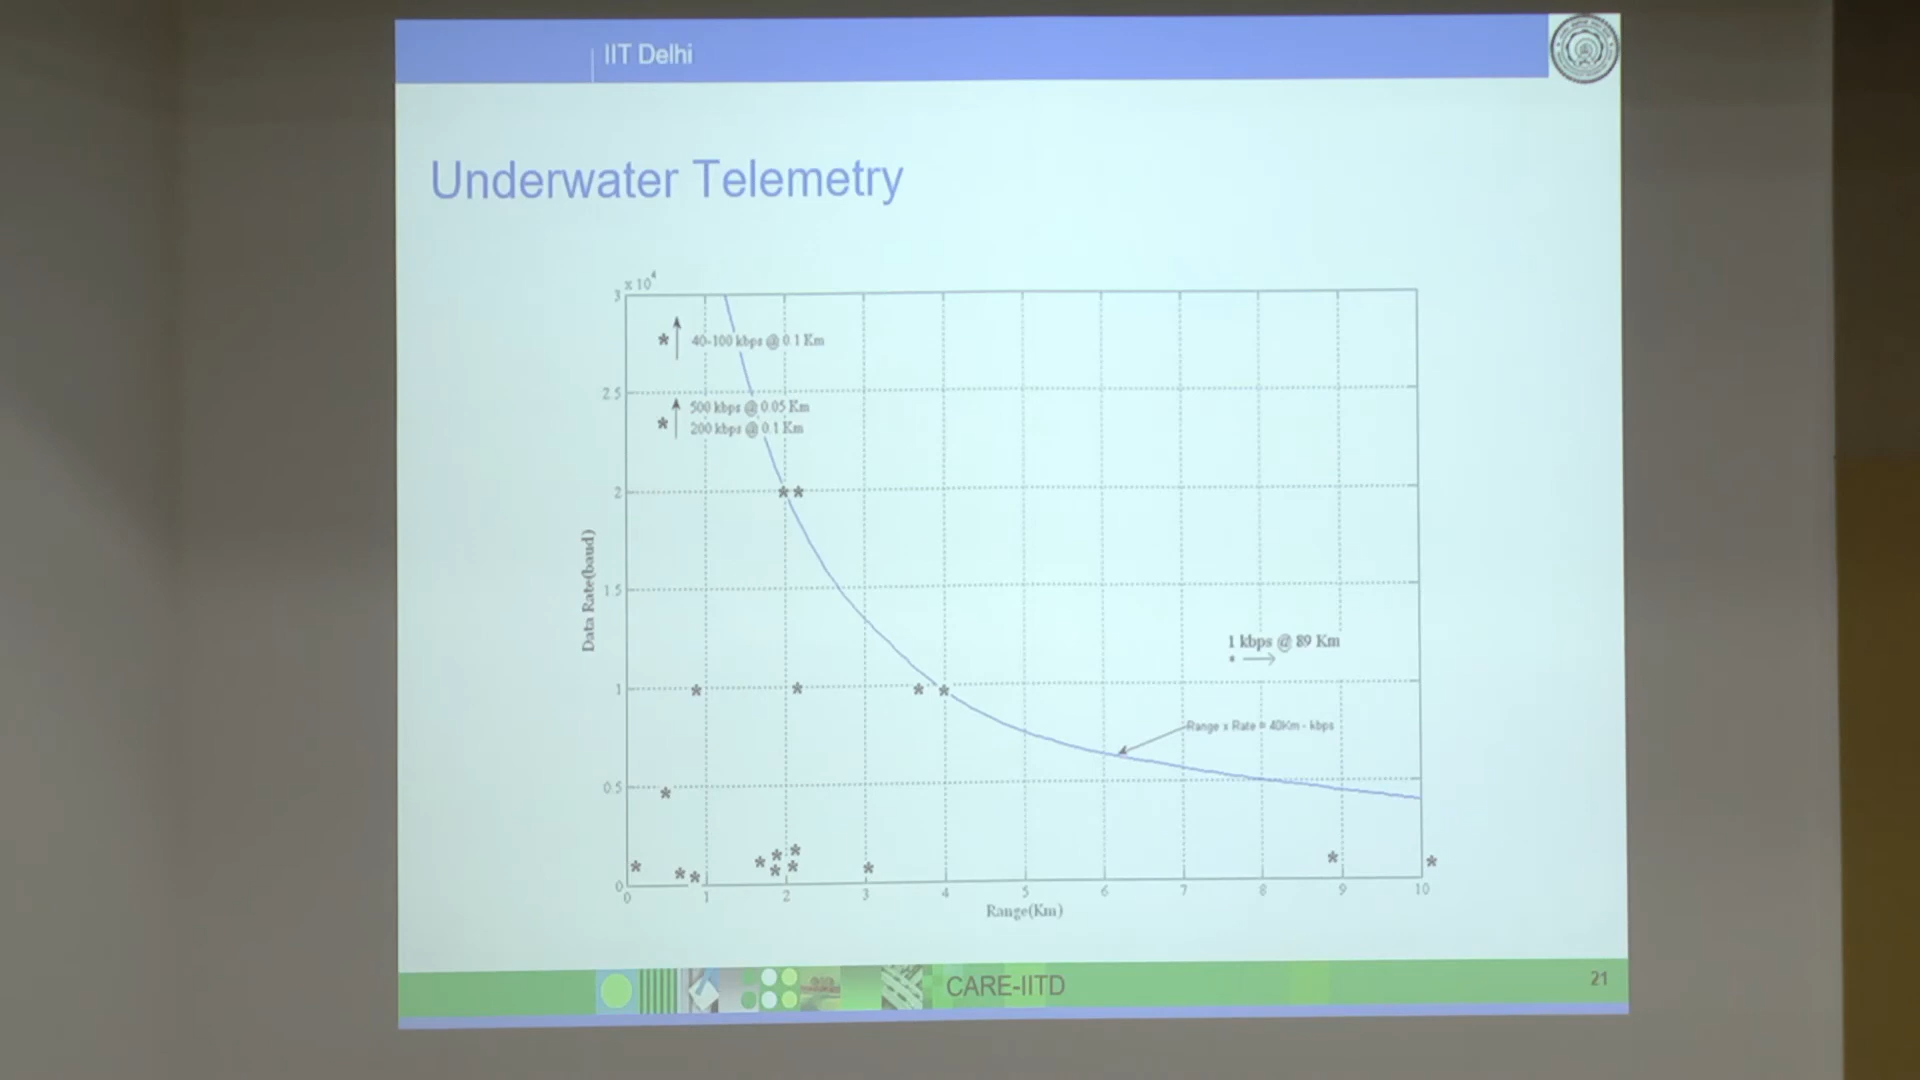 IIT Delhi
Underwater Telemetry
x 10⁴
3
40-100 kbps @ 0.1 Km
2.5
500 kbps @ 0.05 Km
200 kbps @ 0.1 Km
2
Data Rate(baud)
1.5
1 kbps @ 89 Km
1
Range x Rate = 40Km - kbps
0.5
0
0 1 2 3 4 5 6 7 8 9 10
Range(Km)
CARE-IITD
21